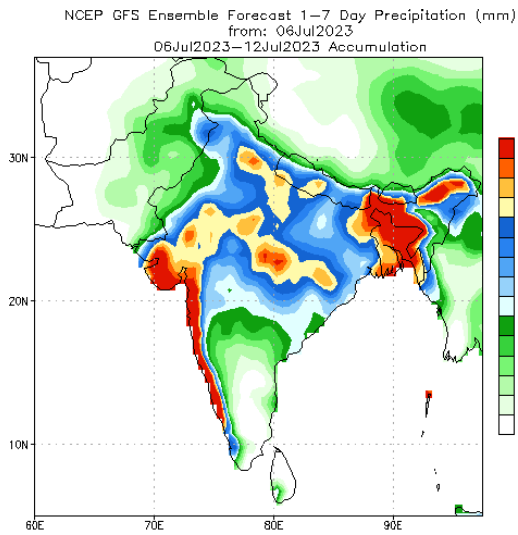 NCEP GFS Ensemble Forecast 1-7 Day Precipitation (mm)
from: 06Jul2023
06Jul2023-12Jul2023 Accumulation
30N
20N
10N
60E 70E 80E 90E